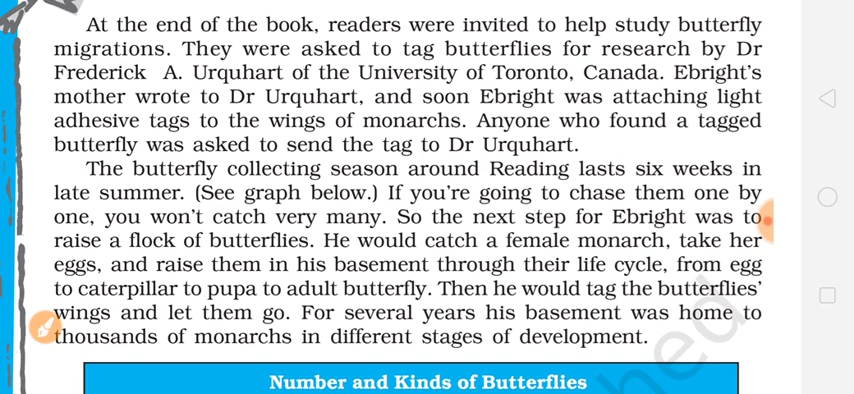 At the end of the book, readers were invited to help study butterfly
migrations. They were asked to tag butterflies for research by Dr
Frederick A. Urquhart of the University of Toronto, Canada. Ebright's
mother wrote to Dr Urquhart, and soon Ebright was attaching light
adhesive tags to the wings of monarchs. Anyone who found a tagged
butterfly was asked to send the tag to Dr Urquhart.
The butterfly collecting season around Reading lasts six weeks in
late summer. (See graph below.) If you're going to chase them one by
one, you won't catch very many. So the next step for Ebright was to
raise a flock of butterflies. He would catch a female monarch, take her
eggs, and raise them in his basement through their life cycle, from egg
to caterpillar to pupa to adult butterfly. Then he would tag the butterflies'
wings and let them go. For several years his basement was home to
thousands of monarchs in different stages of development.
Number and Kinds of Butterflies